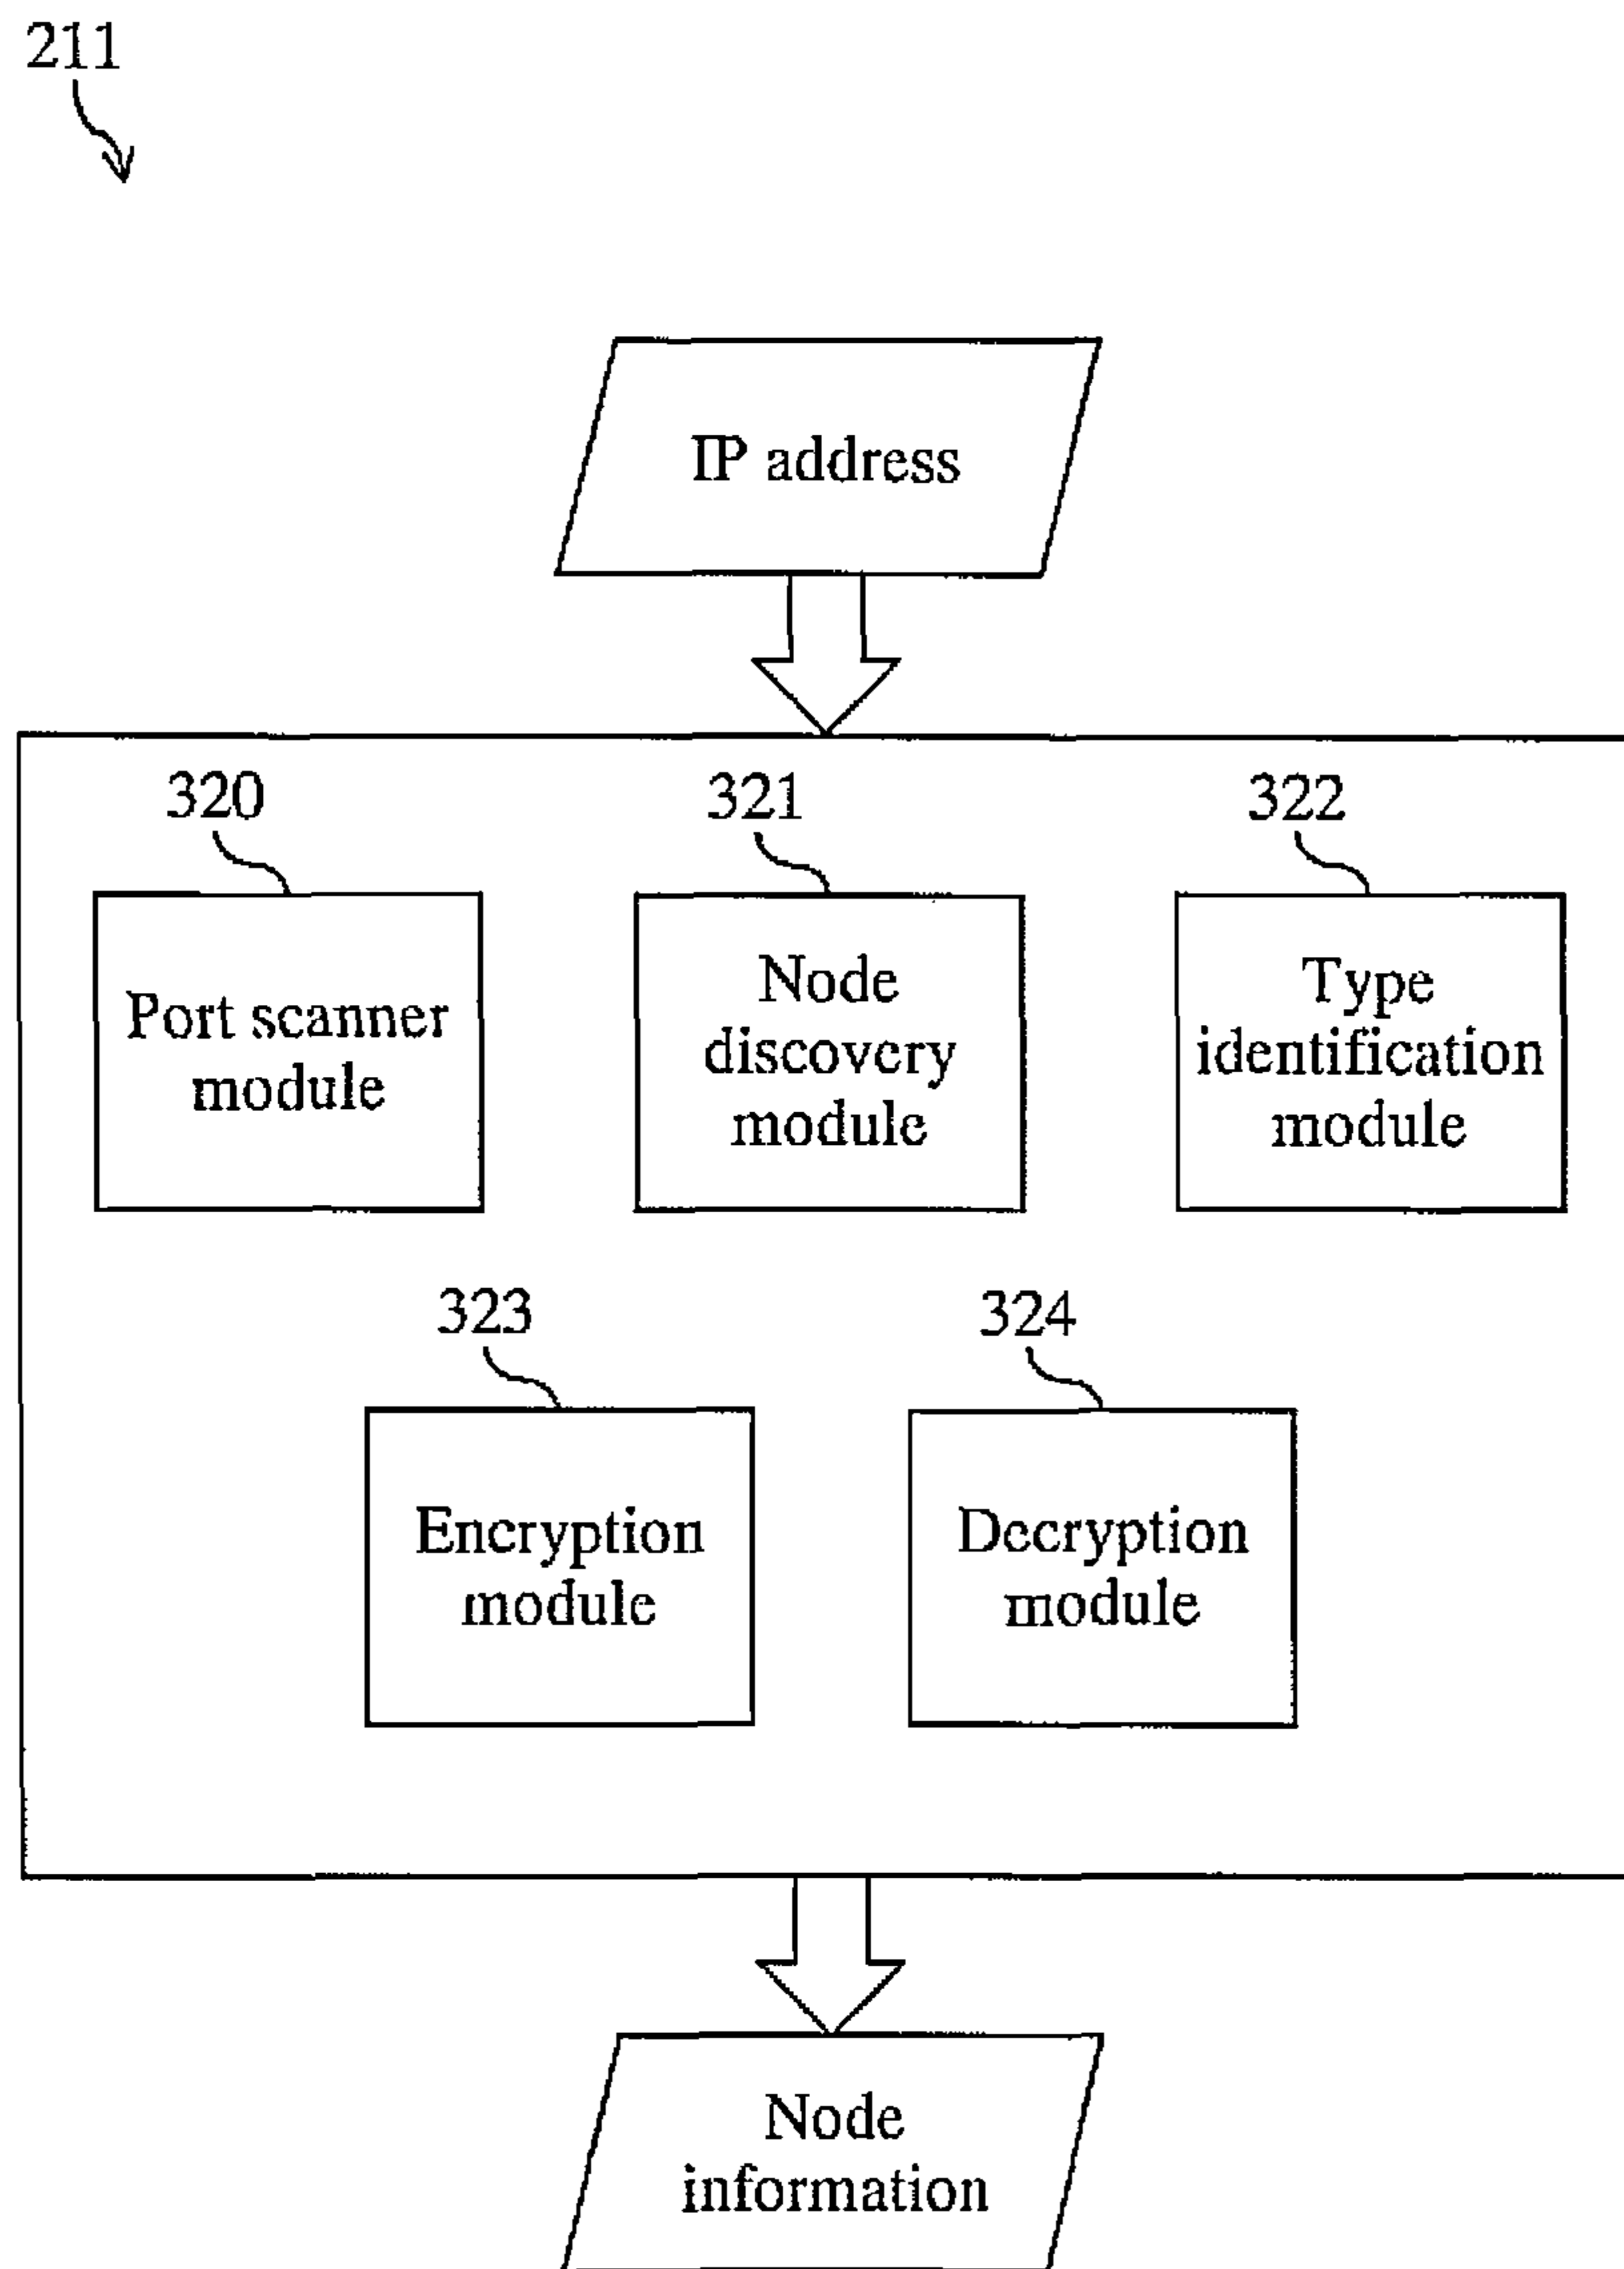 211
IP address
320
321
322
Port scanner
module
Node
discovery
module
Type
identification
module
323
324
Encryption
module
Decryption
module
Node
information